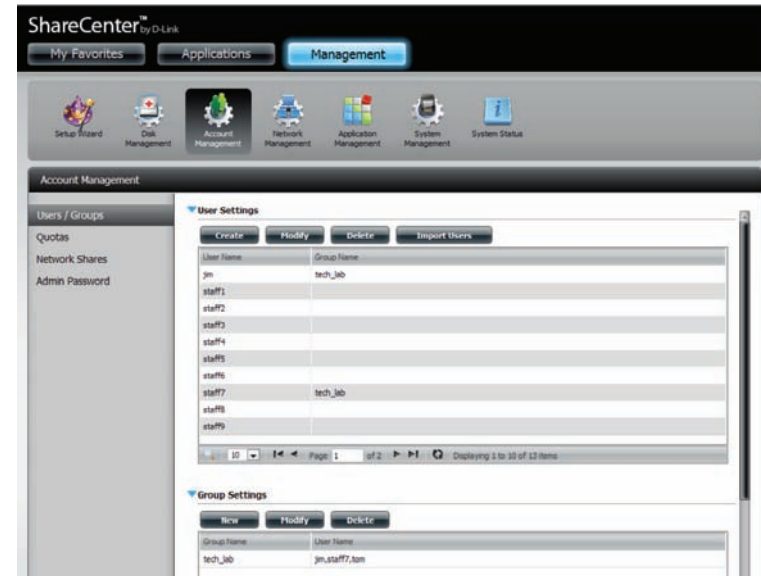 ShareCenter™ by D-Link
My Favorites Applications Management
Setup Wizard
Disk Management
Account Management
Network Management
Application Management
System Management
System Status
Account Management
Users / Groups
Quotas
Network Shares
Admin Password
User Settings
Create Modify Delete Import Users
User Name Group Name
jim tech_lab
staff1
staff2
staff3
staff4
staff5
staff6
staff7 tech_lab
staff8
staff9
10 Page 1 of 2 Displaying 1 to 10 of 13 items
Group Settings
New Modify Delete
Group Name User Name
tech_lab jim,staff7,tom